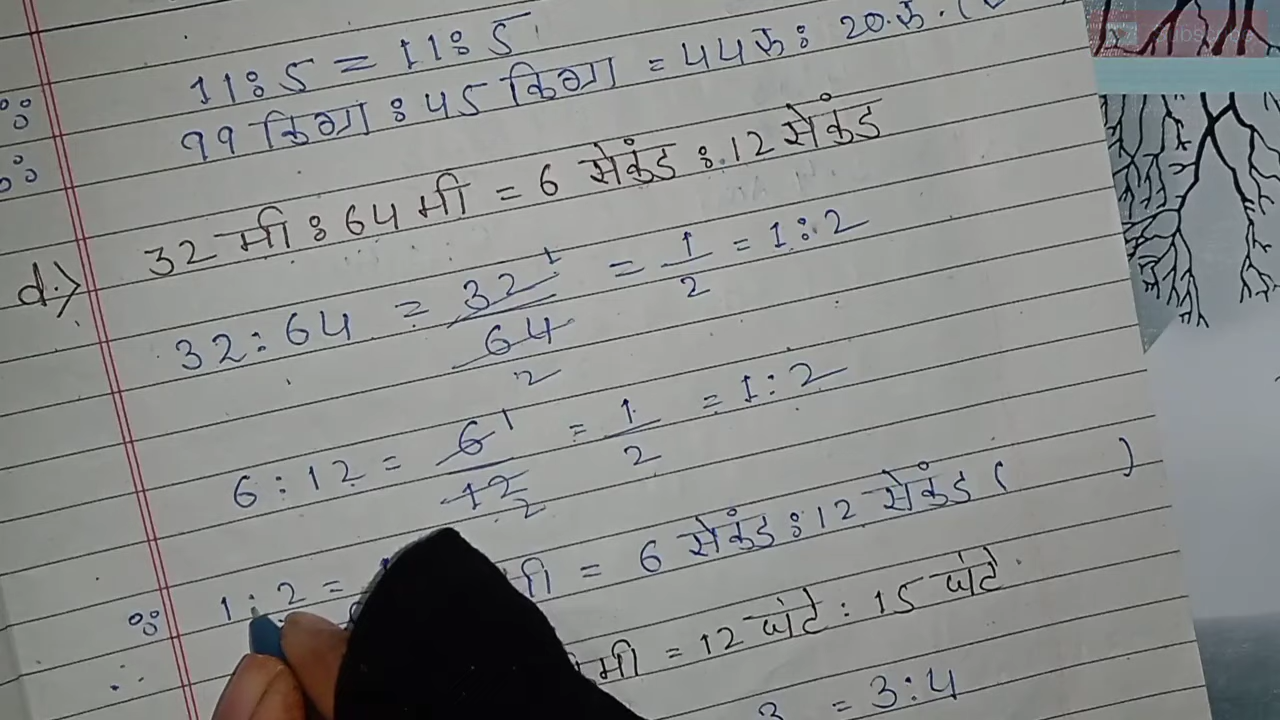 11:5 = 11:5
99 किग्रा : 45 किग्रा = 44 रु : 20 रु. (
d.> 32 मी : 64 मी = 6 सेकंड : 12 सेकंड
32:64 = 32/64 = 1/2 = 1:2
6:12 = 6/12 = 1/2 = 1:2
1:2 =
मी = 6 सेकंड : 12 सेकंड ( )
मी = 12 घंटे : 15 घंटे.
3 = 3:4